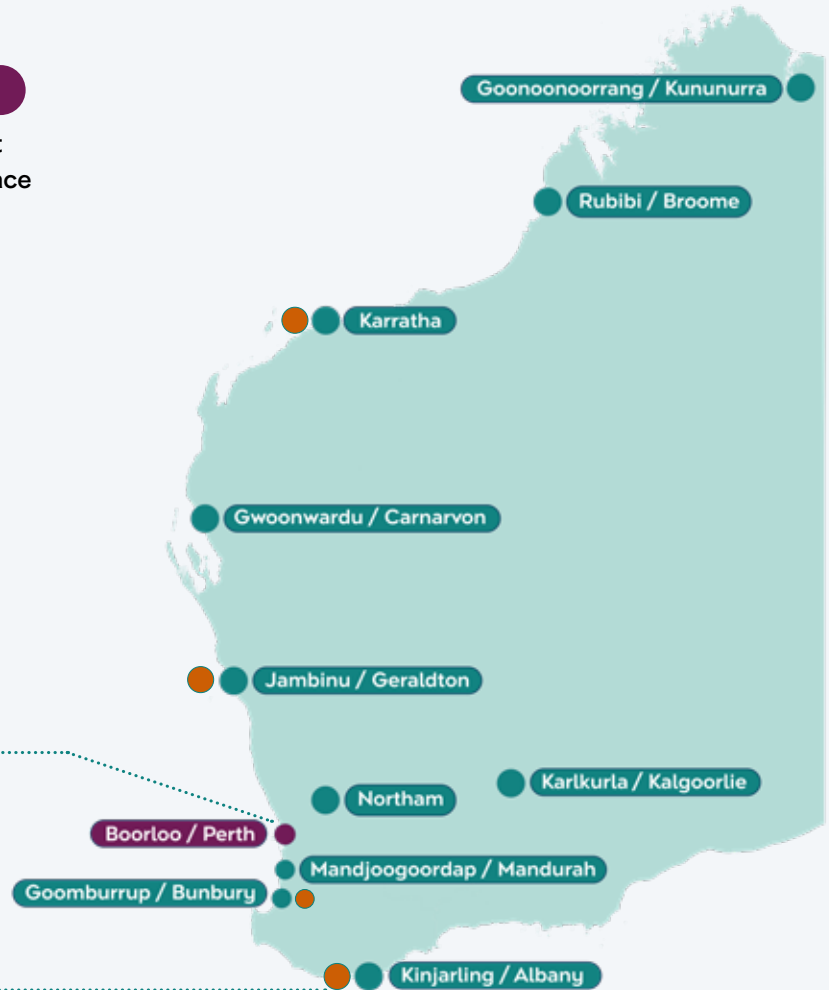 Goonoonoorrang / Kununurra
Rubibi / Broome
Karratha
Gwoonwardu / Carnarvon
Jambinu / Geraldton
Karlkurla / Kalgoorlie
Northam
Boorloo / Perth
Mandjoogoordap / Mandurah
Goomburrup / Bunbury
Kinjarling / Albany